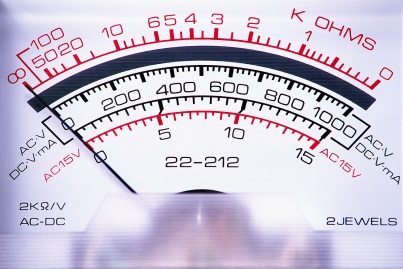 K OHMS
∞ 100 50 20 10 6 5 4 3 2 1 0
0 200 400 600 800 1000
AC-V
DC-V-mA
AC-V
DC-V-mA
AC15V 0 5 10 15 AC15V
22-212
2KΩ/V
AC-DC
2JEWELS